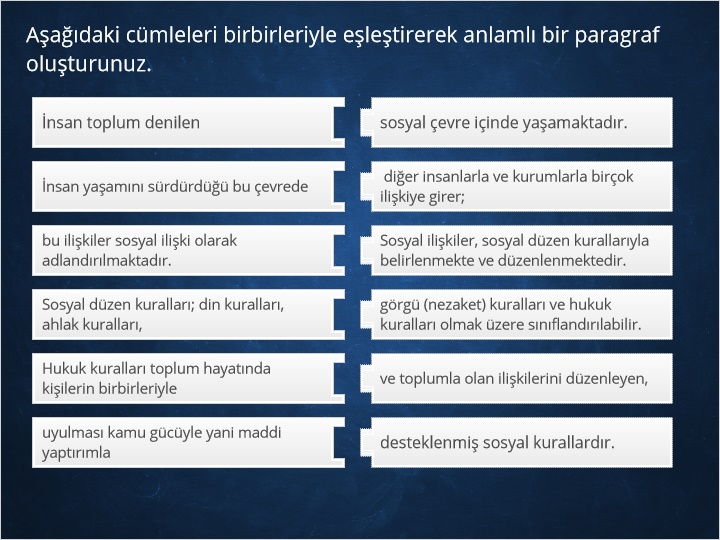 Aşağıdaki cümleleri birbirleriyle eşleştirerek anlamlı bir paragraf
oluşturunuz.
İnsan toplum denilen
sosyal çevre içinde yaşamaktadır.
İnsan yaşamını sürdürdüğü bu çevrede
diğer insanlarla ve kurumlarla birçok
ilişkiye girer;
bu ilişkiler sosyal ilişki olarak
adlandırılmaktadır.
Sosyal ilişkiler, sosyal düzen kurallarıyla
belirlenmekte ve düzenlenmektedir.
Sosyal düzen kuralları; din kuralları,
ahlak kuralları,
görgü (nezaket) kuralları ve hukuk
kuralları olmak üzere sınıflandırılabilir.
Hukuk kuralları toplum hayatında
kişilerin birbirleriyle
ve toplumla olan ilişkilerini düzenleyen,
uyulması kamu gücüyle yani maddi
yaptırımla
desteklenmiş sosyal kurallardır.